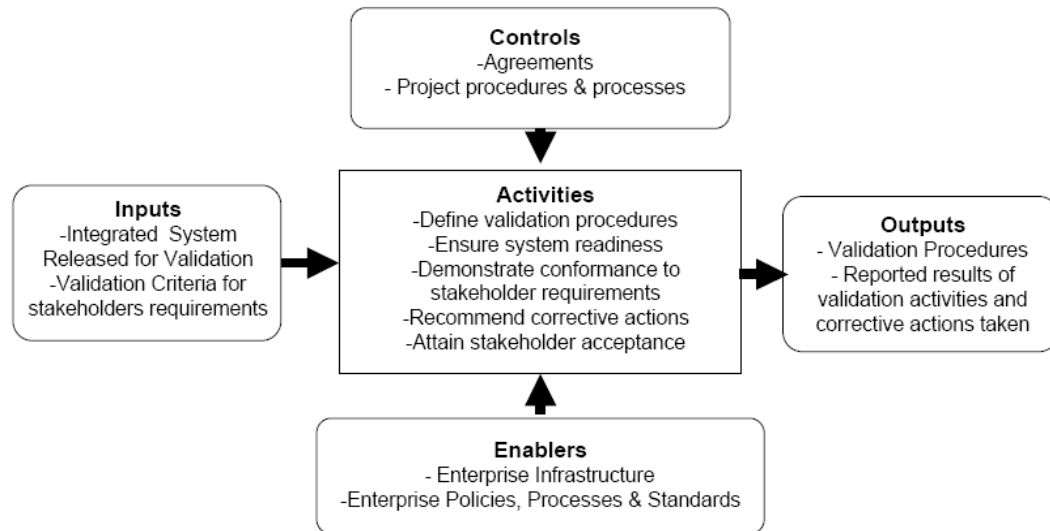 Controls
-Agreements
- Project procedures & processes
Inputs
-Integrated System
Released for Validation
-Validation Criteria for
stakeholders requirements
Activities
-Define validation procedures
-Ensure system readiness
-Demonstrate conformance to
stakeholder requirements
-Recommend corrective actions
-Attain stakeholder acceptance
Outputs
- Validation Procedures
- Reported results of
validation activities and
corrective actions taken
Enablers
- Enterprise Infrastructure
-Enterprise Policies, Processes & Standards